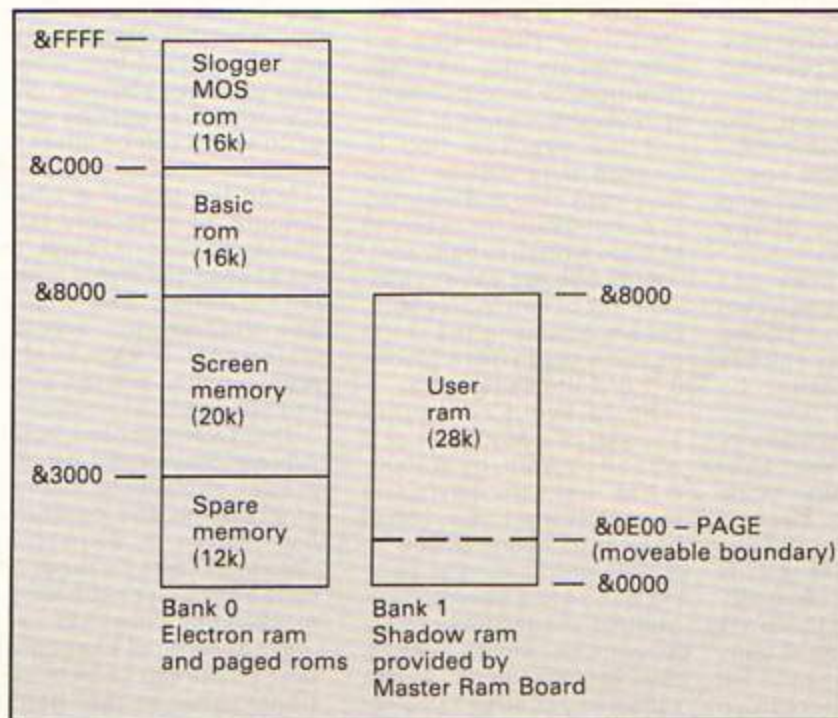 &FFFF
Slogger
MOS
rom
(16k)
&C000
Basic
rom
(16k)
&8000
&8000
Screen
memory
(20k)
User
ram
(28k)
&3000
Spare
memory
(12k)
&0E00 – PAGE
(moveable boundary)
&0000
Bank 0
Electron ram
and paged roms
Bank 1
Shadow ram
provided by
Master Ram Board